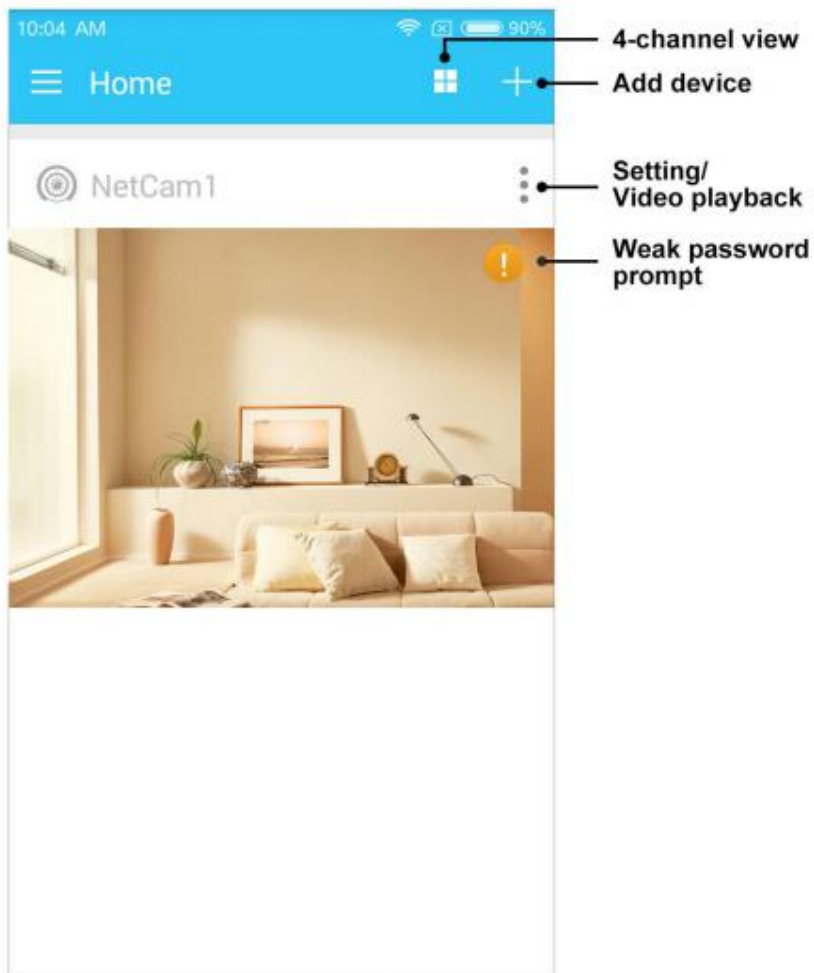 10:04 AM 90%
4-channel view
Home
Add device
NetCam1
Setting/
Video playback
!
Weak password
prompt